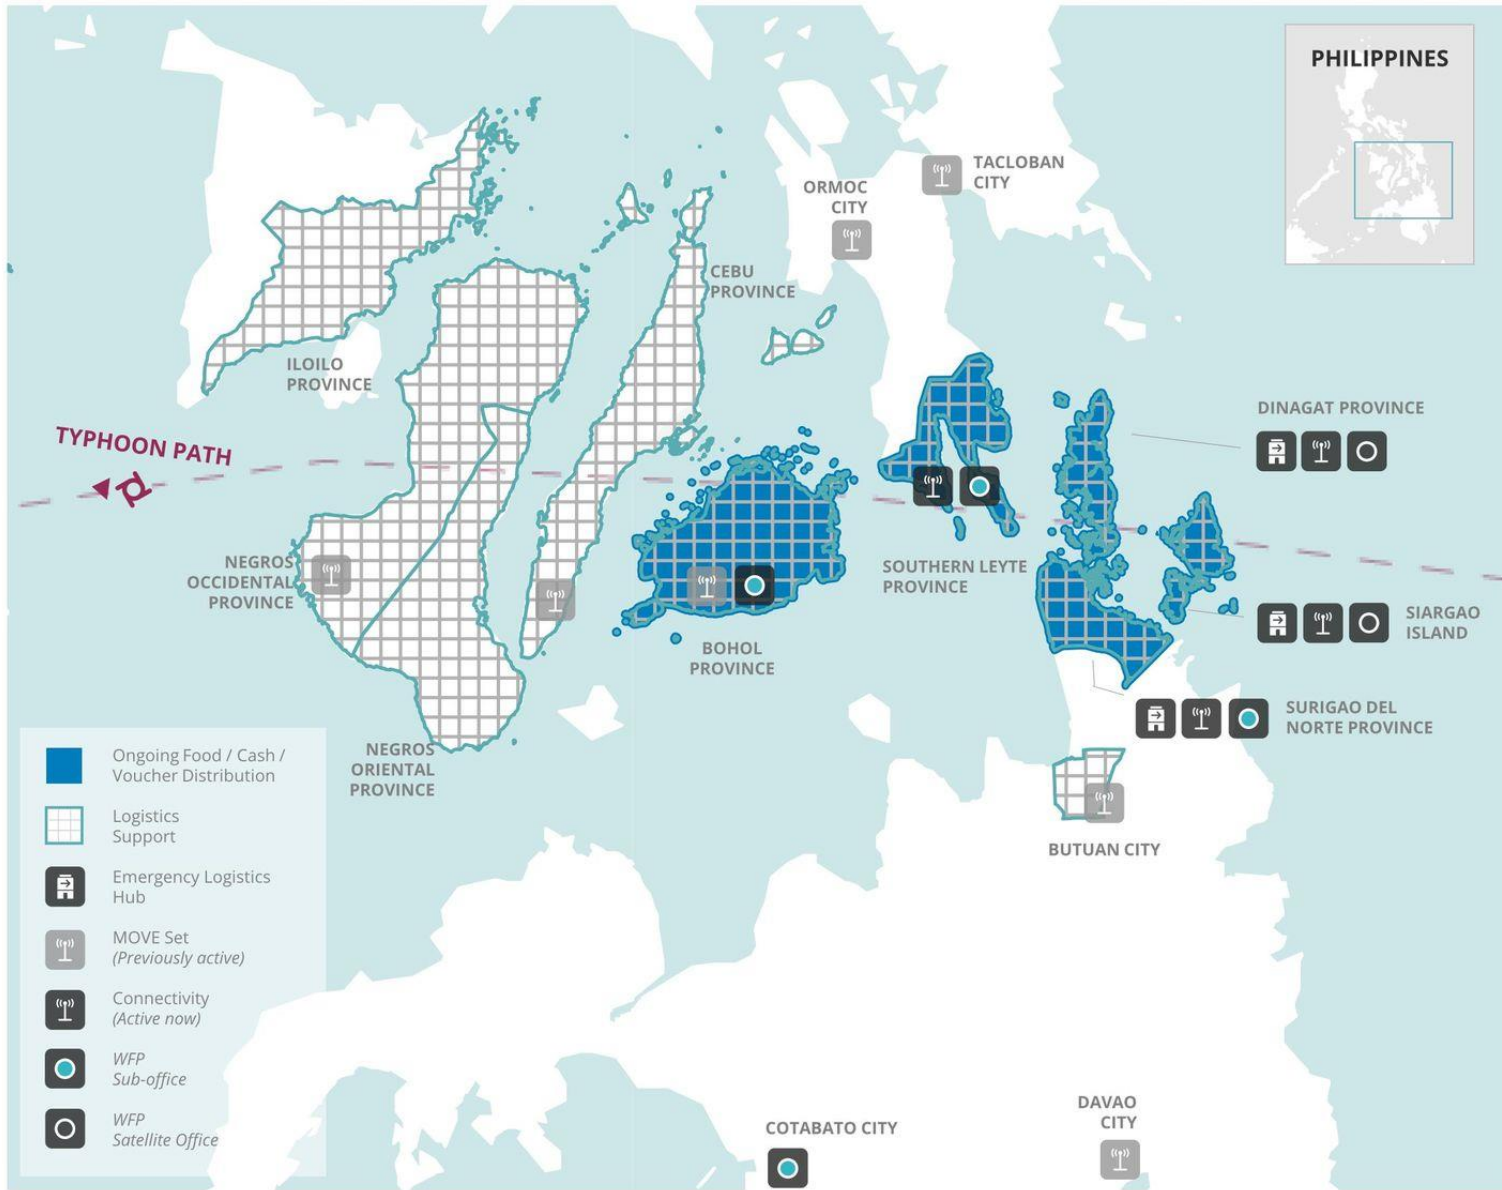 PHILIPPINES
TACLOBAN
CITY
ORMOC
CITY
CEBU
PROVINCE
ILOILO
PROVINCE
DINAGAT PROVINCE
TYPHOON PATH
NEGROS
OCCIDENTAL
PROVINCE
SOUTHERN LEYTE
PROVINCE
SIARGAO
ISLAND
BOHOL
PROVINCE
SURIGAO DEL
NORTE PROVINCE
NEGROS
ORIENTAL
PROVINCE
BUTUAN CITY
Ongoing Food / Cash /
Voucher Distribution
Logistics
Support
Emergency Logistics
Hub
MOVE Set
(Previously active)
Connectivity
(Active now)
WFP
Sub-office
WFP
Satellite Office
COTABATO CITY
DAVAO
CITY